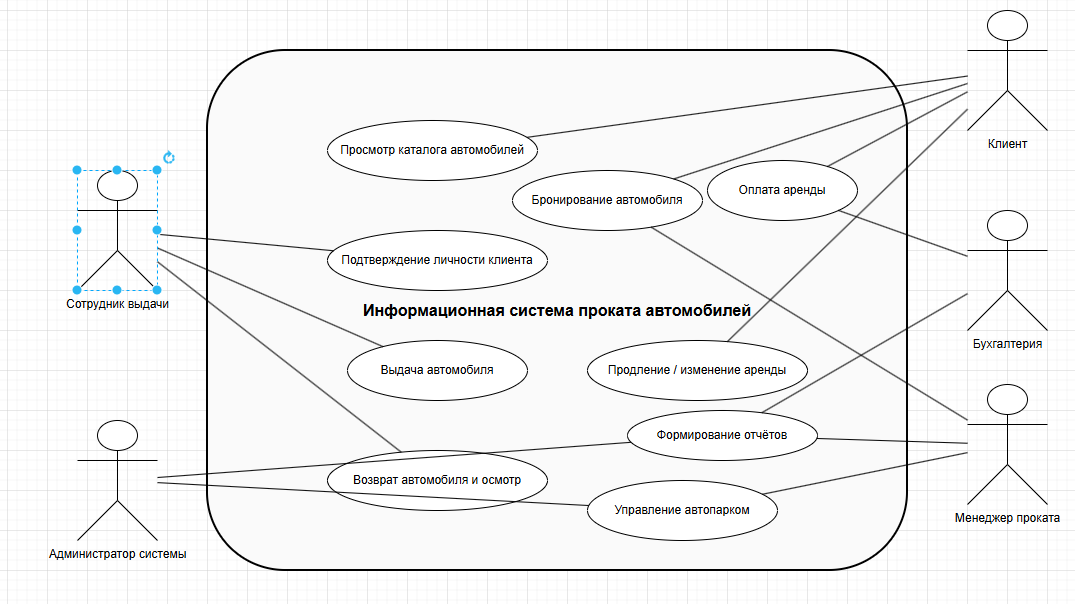 Клиент
Просмотр каталога автомобилей
Бронирование автомобиля
Оплата аренды
Подтверждение личности клиента
Сотрудник выдачи
Информационная система проката автомобилей
Бухгалтерия
Выдача автомобиля
Продление / изменение аренды
Формирование отчётов
Возврат автомобиля и осмотр
Управление автопарком
Менеджер проката
Администратор системы